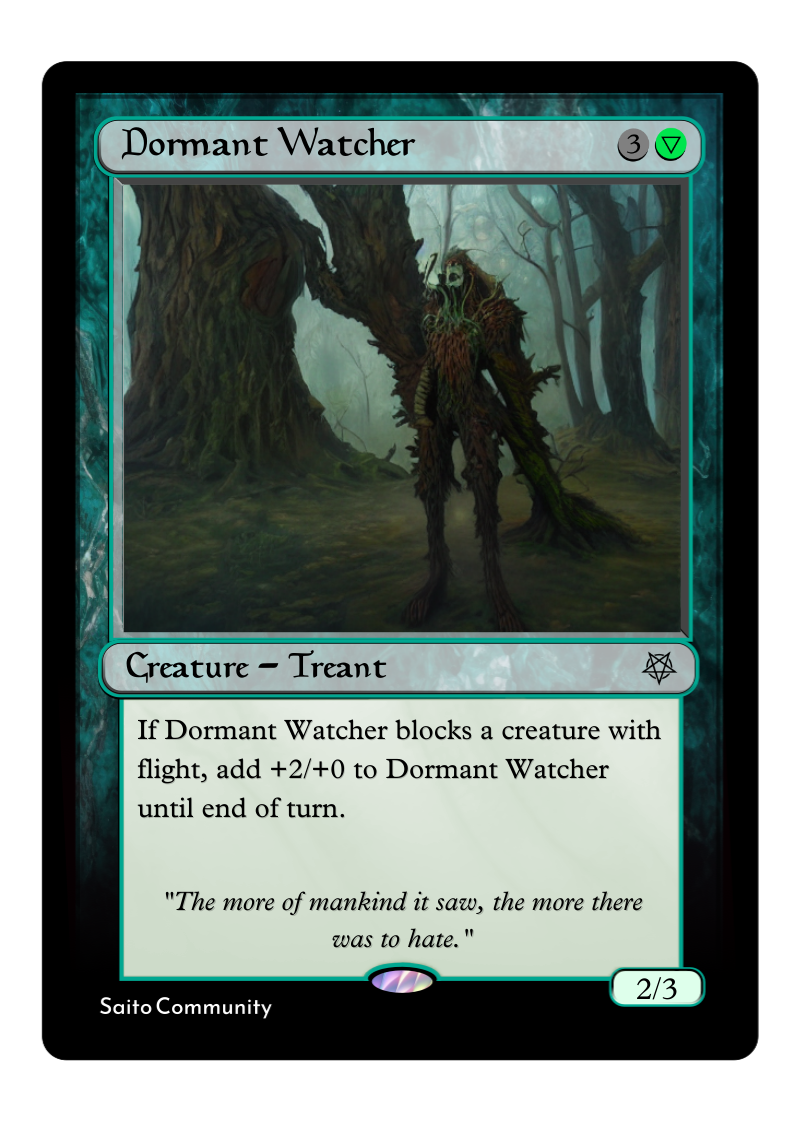 Dormant Watcher
3
Creature – Treant
If Dormant Watcher blocks a creature with
flight, add +2/+0 to Dormant Watcher
until end of turn.
"The more of mankind it saw, the more there
was to hate."
2/3
Saito Community